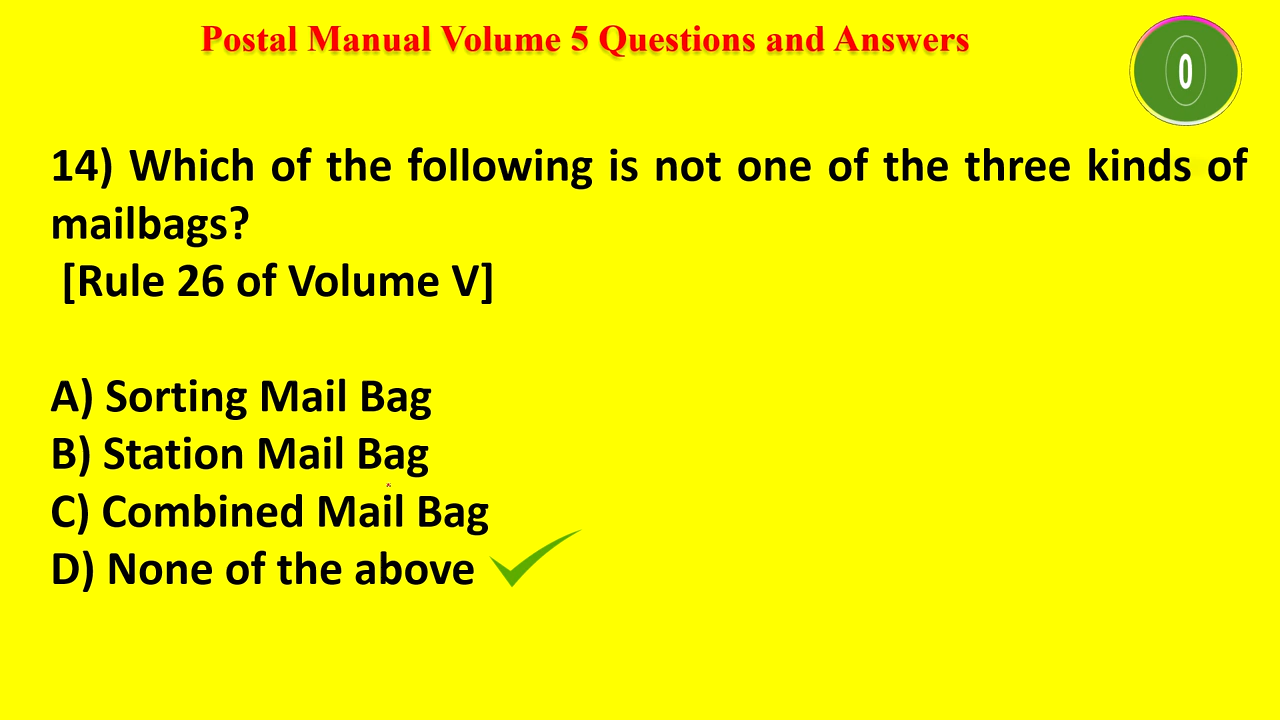 Postal Manual Volume 5 Questions and Answers
0
14) Which of the following is not one of the three kinds of
mailbags?
[Rule 26 of Volume V]
A) Sorting Mail Bag
B) Station Mail Bag
C) Combined Mail Bag
D) None of the above